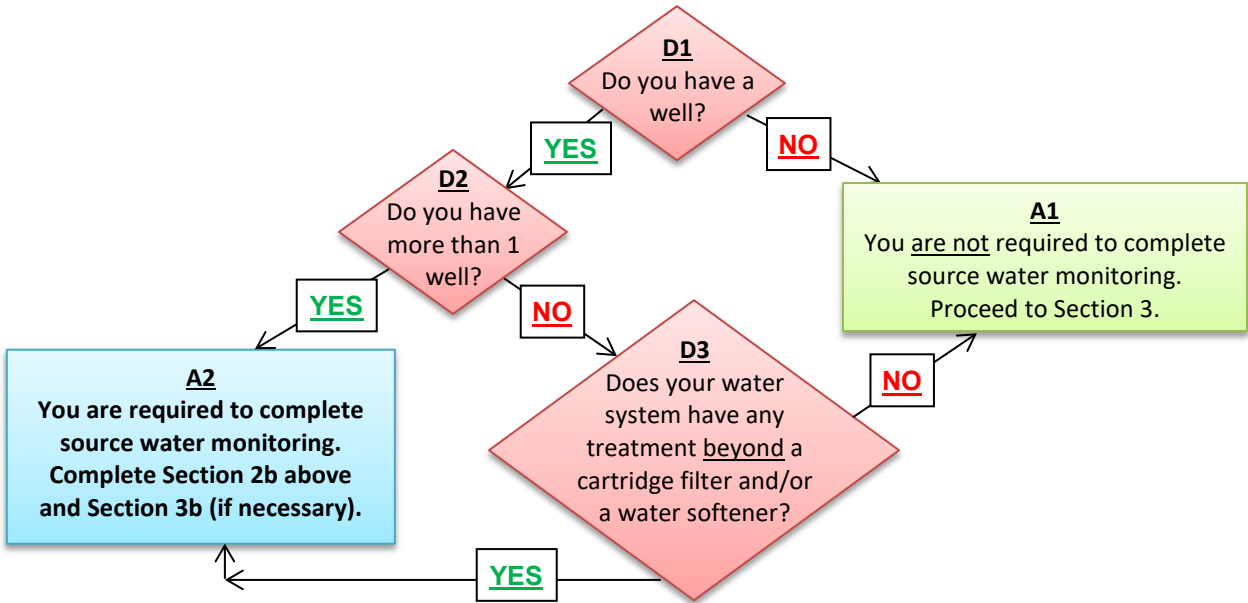 D1
Do you have a
well?
YES
NO
D2
Do you have
more than 1
well?
A1
You are not required to complete
source water monitoring.
Proceed to Section 3.
YES
NO
D3
Does your water
system have any
treatment beyond a
cartridge filter and/or
a water softener?
NO
A2
You are required to complete
source water monitoring.
Complete Section 2b above
and Section 3b (if necessary).
YES